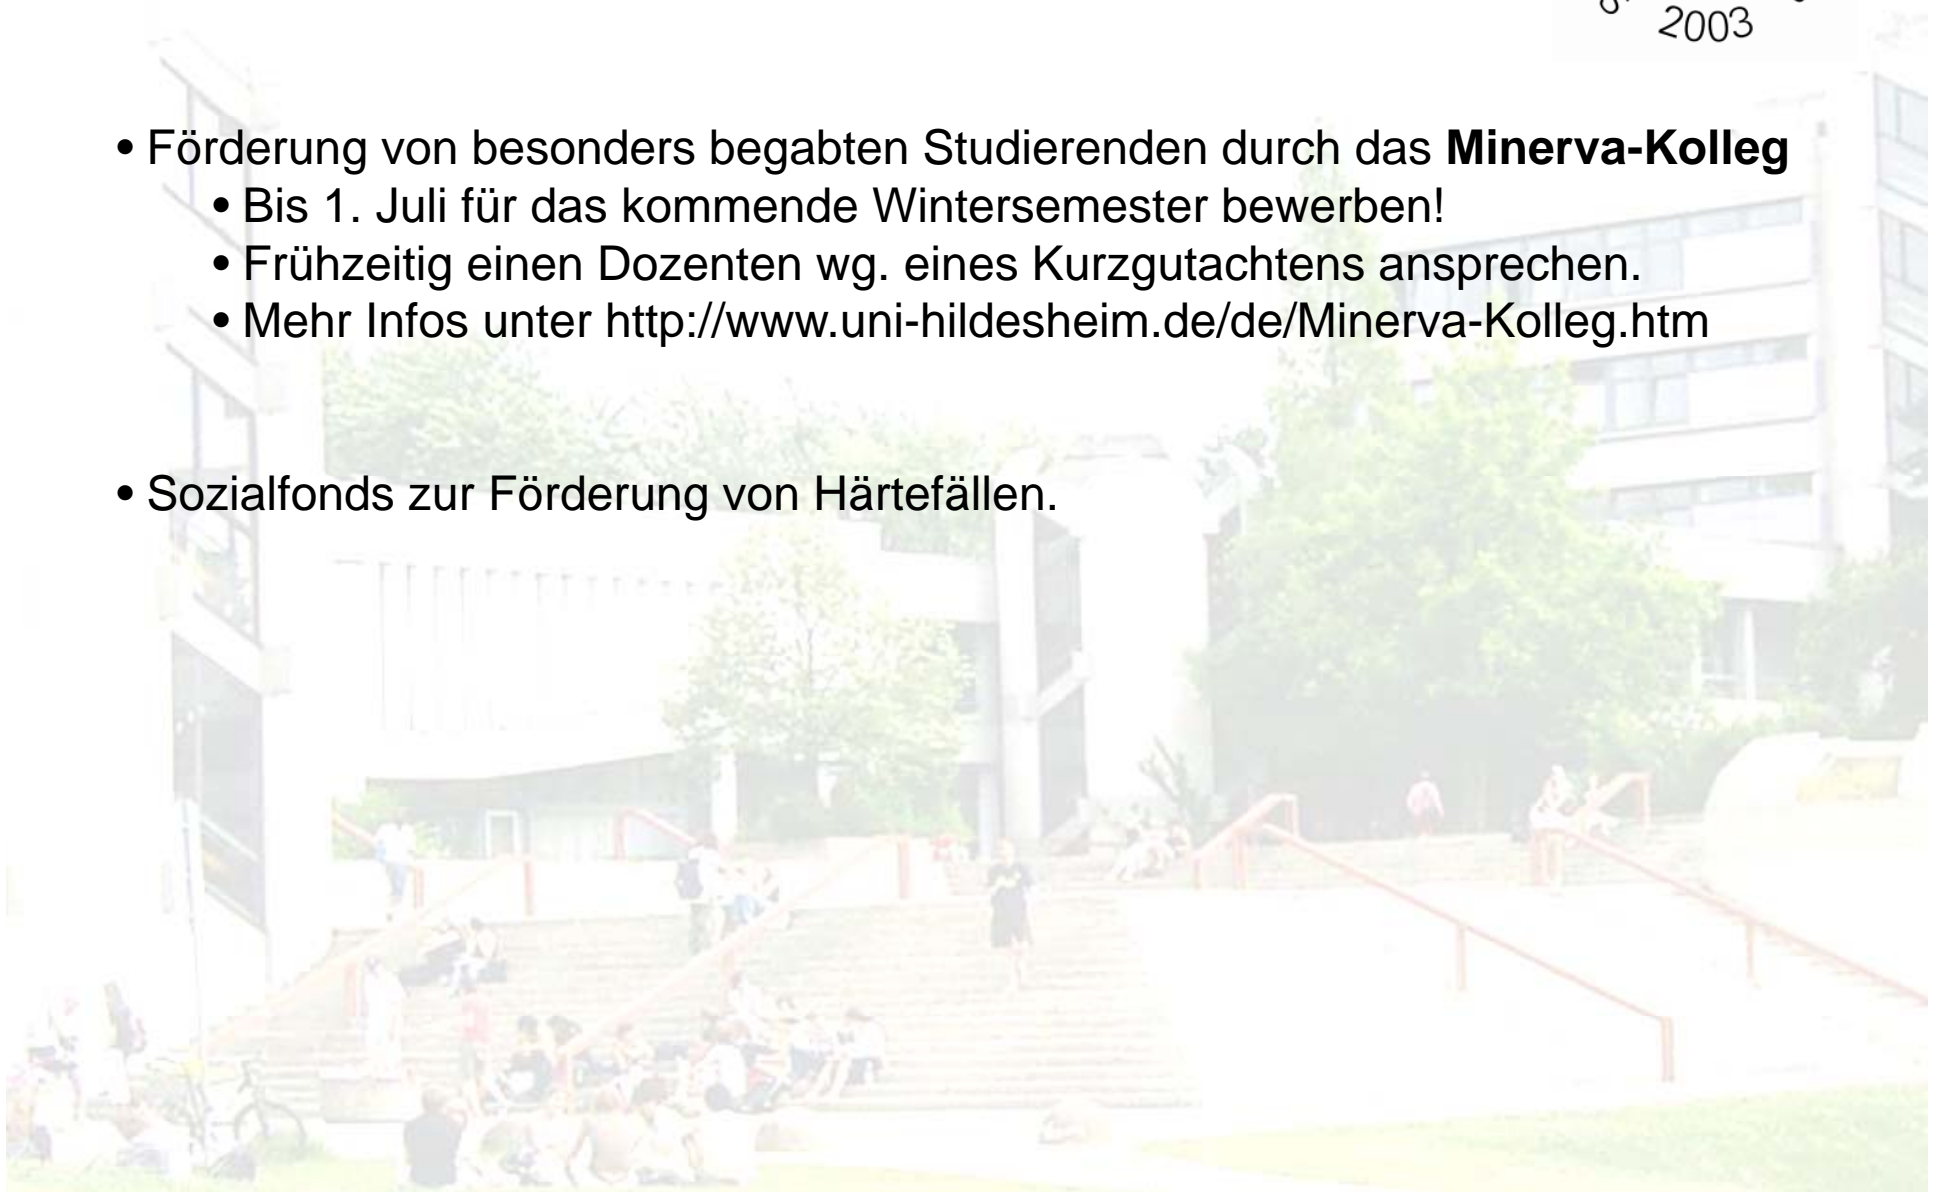 2003
• Förderung von besonders begabten Studierenden durch das Minerva-Kolleg
• Bis 1. Juli für das kommende Wintersemester bewerben!
• Frühzeitig einen Dozenten wg. eines Kurzgutachtens ansprechen.
• Mehr Infos unter http://www.uni-hildesheim.de/de/Minerva-Kolleg.htm
• Sozialfonds zur Förderung von Härtefällen.